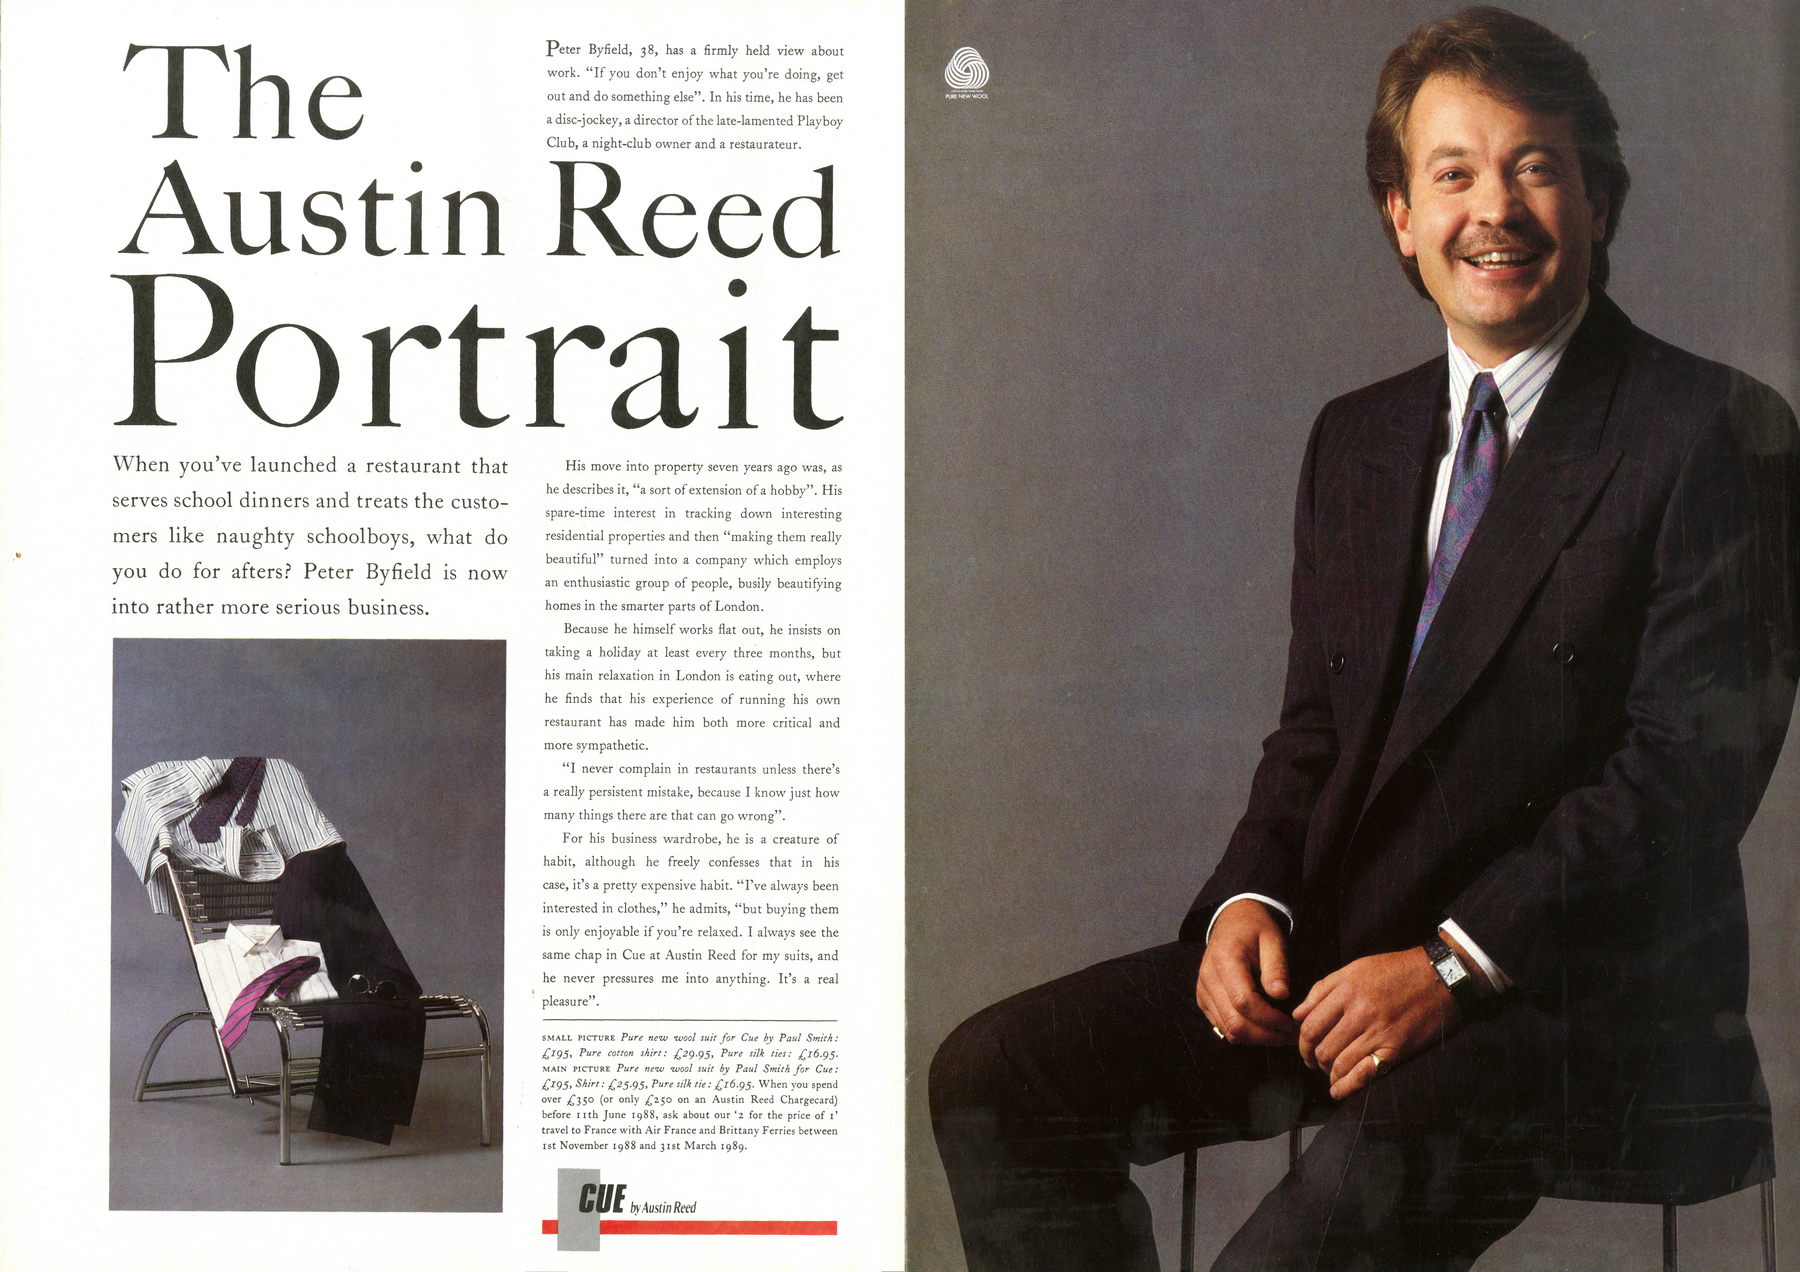 The
Austin Reed
Portrait
Peter Byfield, 38, has a firmly held view about
work. “If you don’t enjoy what you’re doing, get
out and do something else”. In his time, he has been
a disc-jockey, a director of the late-lamented Playboy
Club, a night-club owner and a restaurateur.
When you’ve launched a restaurant that
serves school dinners and treats the custo-
mers like naughty schoolboys, what do
you do for afters? Peter Byfield is now
into rather more serious business.
His move into property seven years ago was, as
he describes it, “a sort of extension of a hobby”. His
spare-time interest in tracking down interesting
residential properties and then “making them really
beautiful” turned into a company which employs
an enthusiastic group of people, busily beautifying
homes in the smarter parts of London.
Because he himself works flat out, he insists on
taking a holiday at least every three months, but
his main relaxation in London is eating out, where
he finds that his experience of running his own
restaurant has made him both more critical and
more sympathetic.
“I never complain in restaurants unless there’s
a really persistent mistake, because I know just how
many things there are that can go wrong”.
For his business wardrobe, he is a creature of
habit, although he freely confesses that in his
case, it’s a pretty expensive habit. “I’ve always been
interested in clothes,” he admits, “but buying them
is only enjoyable if you’re relaxed. I always see the
same chap in Cue at Austin Reed for my suits, and
he never pressures me into anything. It’s a real
pleasure”.
SMALL PICTURE Pure new wool suit for Cue by Paul Smith:
£195, Pure cotton shirt: £29.95, Pure silk ties: £16.95.
MAIN PICTURE Pure new wool suit by Paul Smith for Cue:
£195, Shirt: £25.95, Pure silk tie: £16.95. When you spend
over £350 (or only £250 on an Austin Reed Chargecard)
before 11th June 1988, ask about our ‘2 for the price of 1’
travel to France with Air France and Brittany Ferries between
1st November 1988 and 31st March 1989.
CUE by Austin Reed
PURE NEW WOOL